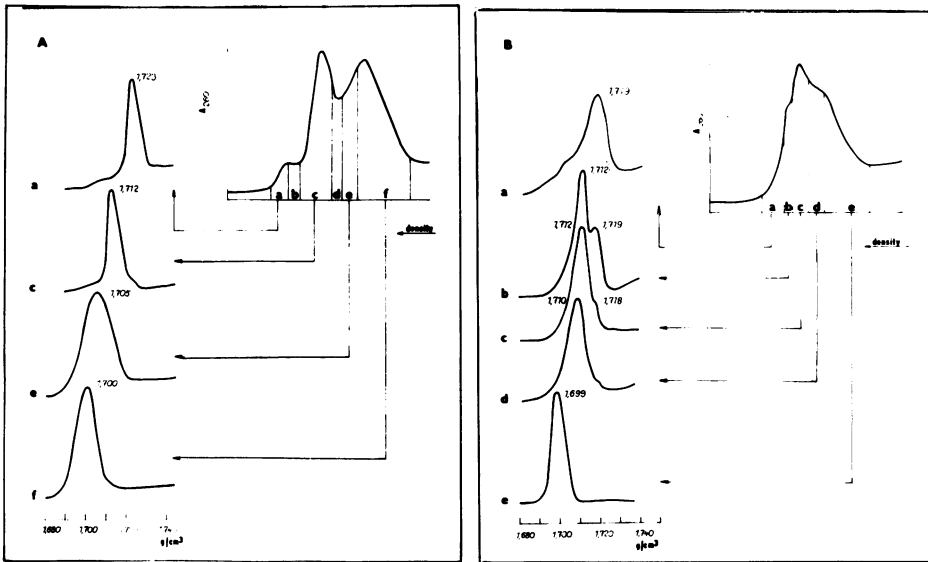 A
1,723
A260
a
a b c d e f
density
1,712
c
1,705
e
1,700
f
1,680 1,700
g/cm³
B
1,719
a
a b c d e
density
1,712
1,712 1,719
b
1,710 1,718
c
d
1,699
e
1,680 1,700 1,720 1,740
g/cm³